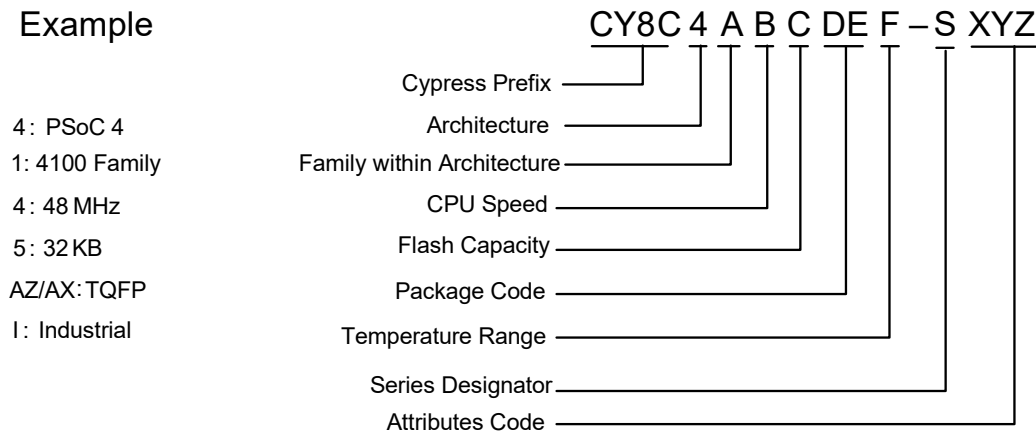 Example CY8C 4 A B C DE F – S XYZ
Cypress Prefix
4: PSoC 4 Architecture
1: 4100 Family Family within Architecture
4: 48 MHz CPU Speed
5: 32 KB Flash Capacity
AZ/AX: TQFP Package Code
I: Industrial Temperature Range
Series Designator
Attributes Code